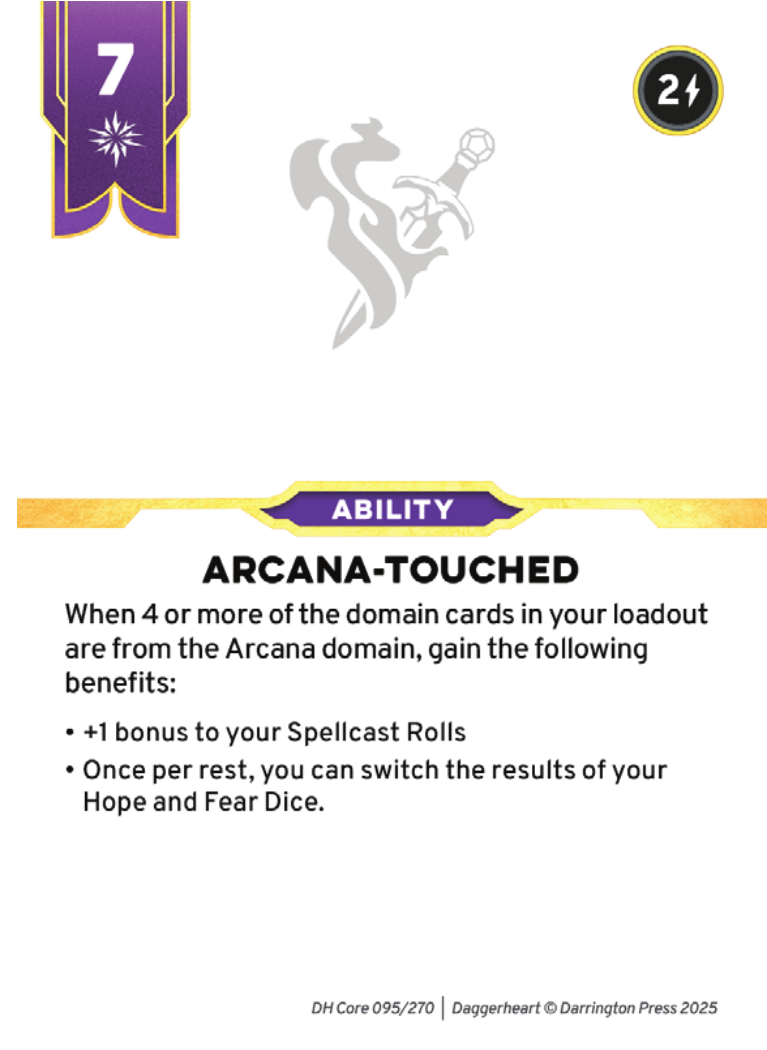 7
2
ABILITY
ARCANA-TOUCHED
When 4 or more of the domain cards in your loadout
are from the Arcana domain, gain the following
benefits:
• +1 bonus to your Spellcast Rolls
• Once per rest, you can switch the results of your
Hope and Fear Dice.
DH Core 095/270 | Daggerheart © Darrington Press 2025